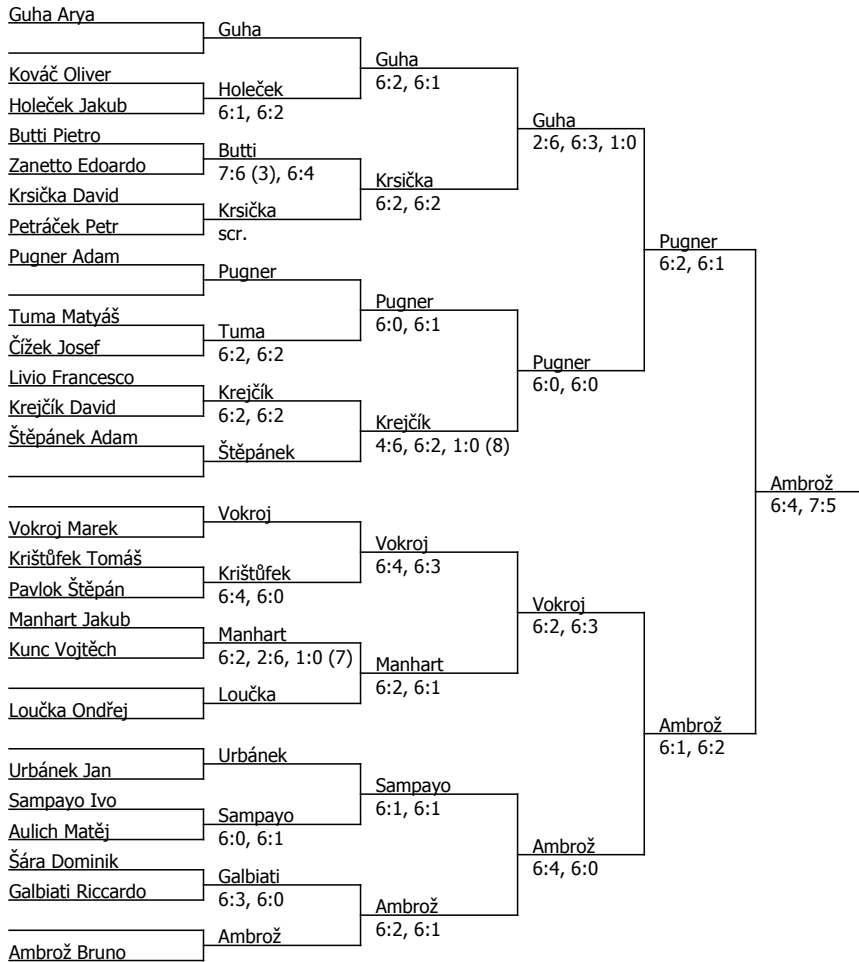 Guha Arya
Guha
Guha
6:2, 6:1
Kováč Oliver
Holeček
6:1, 6:2
Holeček Jakub
Guha
2:6, 6:3, 1:0
Butti Pietro
Butti
7:6 (3), 6:4
Zanetto Edoardo
Krsička
6:2, 6:2
Krsička David
Krsička
scr.
Petráček Petr
Pugner
6:2, 6:1
Pugner Adam
Pugner
Pugner
6:0, 6:1
Tuma Matyáš
Tuma
6:2, 6:2
Čížek Josef
Pugner
6:0, 6:0
Livio Francesco
Krejčík
6:2, 6:2
Krejčík David
Krejčík
4:6, 6:2, 1:0 (8)
Štěpánek Adam
Štěpánek
Ambrož
6:4, 7:5
Vokroj
Vokroj Marek
Vokroj
6:4, 6:3
Krištůfek Tomáš
Krištůfek
6:4, 6:0
Pavlok Štěpán
Vokroj
6:2, 6:3
Manhart Jakub
Manhart
6:2, 2:6, 1:0 (7)
Kunc Vojtěch
Manhart
6:2, 6:1
Loučka
Loučka Ondřej
Ambrož
6:1, 6:2
Urbánek
Urbánek Jan
Sampayo
6:1, 6:1
Sampayo Ivo
Sampayo
6:0, 6:1
Aulich Matěj
Ambrož
6:4, 6:0
Šára Dominik
Galbiati
6:3, 6:0
Galbiati Riccardo
Ambrož
6:2, 6:1
Ambrož
Ambrož Bruno